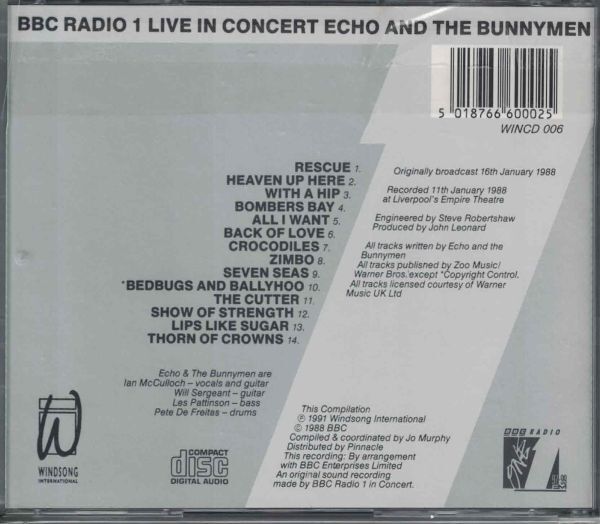 BBC RADIO 1 LIVE IN CONCERT ECHO AND THE BUNNYMEN
5 018766 600025
WINCD 006
RESCUE 1.
HEAVEN UP HERE 2.
WITH A HIP 3.
BOMBERS BAY 4.
ALL I WANT 5.
BACK OF LOVE 6.
CROCODILES 7.
ZIMBO 8.
SEVEN SEAS 9.
*BEDBUGS AND BALLYHOO 10.
THE CUTTER 11.
SHOW OF STRENGTH 12.
LIPS LIKE SUGAR 13.
THORN OF CROWNS 14.
Originally broadcast 16th January 1988
Recorded 11th January 1988
at Liverpool's Empire Theatre
Engineered by Steve Robertshaw
Produced by John Leonard
All tracks written by Echo and the
Bunnymen
All tracks published by Zoo Music/
Warner Bros. except *Copyright Control.
All tracks licensed courtesy of Warner
Music UK Ltd
Echo & The Bunnymen are
Ian McCulloch – vocals and guitar
Will Sergeant – guitar
Les Pattinson – bass
Pete De Freitas – drums
This Compilation
Ⓟ 1991 Windsong International
© 1988 BBC
Compiled & coordinated by Jo Murphy
Distributed by Pinnacle
This recording: By arrangement
with BBC Enterprises Limited
An original sound recording
made by BBC Radio 1 in Concert.
WINDSONG
INTERNATIONAL
COMPACT
disc
DIGITAL AUDIO
BBC RADIO
ONE
1
FM